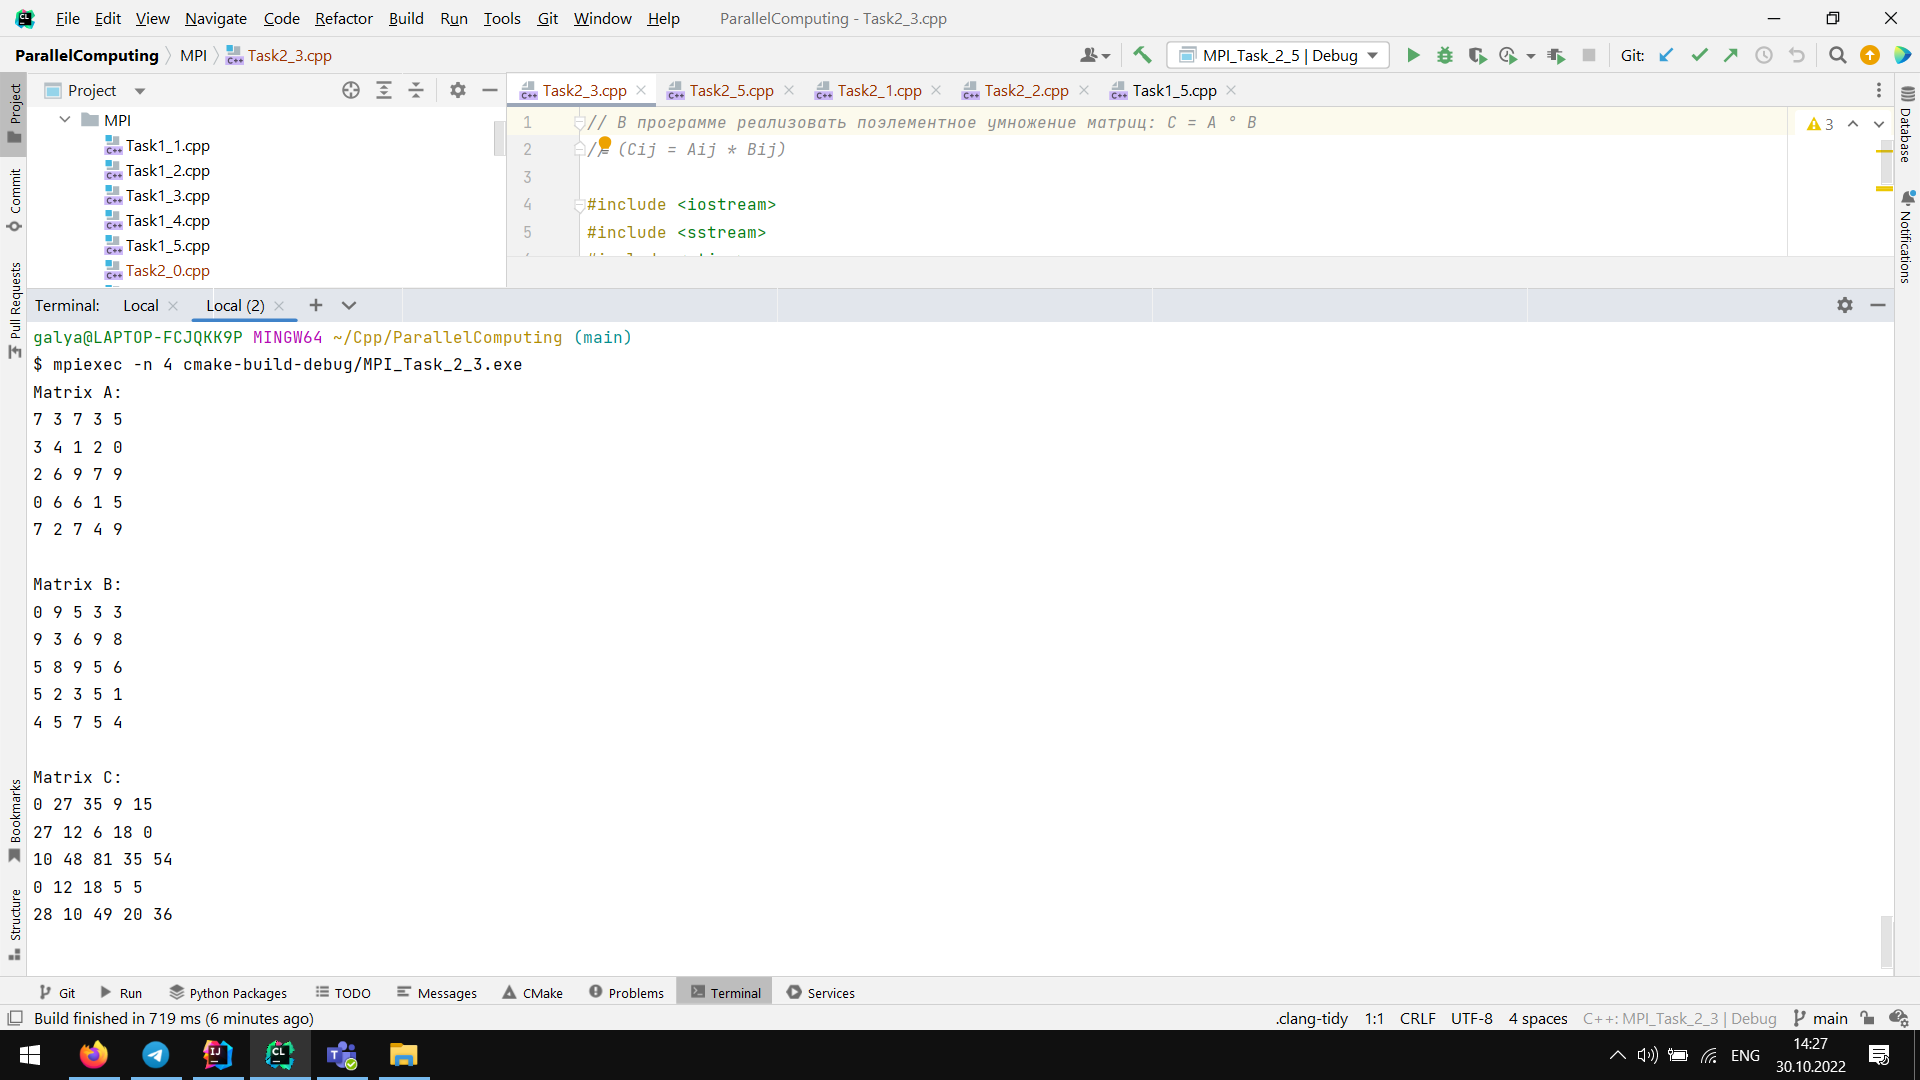 File Edit View Navigate Code Refactor Build Run Tools Git Window Help ParallelComputing - Task2_3.cpp
ParallelComputing MPI Task2_3.cpp MPI_Task_2_5 | Debug Git:
Project
Task2_3.cpp Task2_5.cpp Task2_1.cpp Task2_2.cpp Task1_5.cpp
MPI
Task1_1.cpp
Task1_2.cpp
Task1_3.cpp
Task1_4.cpp
Task1_5.cpp
Task2_0.cpp
1 // В программе реализовать поэлементное умножение матриц: C = A ° B
2 // (Cij = Aij * Bij)
3
4 #include <iostream>
5 #include <sstream>
3
Project
Commit
Pull Requests
Bookmarks
Structure
Database
Notifications
Terminal: Local Local (2)
galya@LAPTOP-FCJQKK9P MINGW64 ~/Cpp/ParallelComputing (main)
$ mpiexec -n 4 cmake-build-debug/MPI_Task_2_3.exe
Matrix A:
7 3 7 3 5
3 4 1 2 0
2 6 9 7 9
0 6 6 1 5
7 2 7 4 9
Matrix B:
0 9 5 3 3
9 3 6 9 8
5 8 9 5 6
5 2 3 5 1
4 5 7 5 4
Matrix C:
0 27 35 9 15
27 12 6 18 0
10 48 81 35 54
0 12 18 5 5
28 10 49 20 36
Git Run Python Packages TODO Messages CMake Problems Terminal Services
Build finished in 719 ms (6 minutes ago) .clang-tidy 1:1 CRLF UTF-8 4 spaces C++: MPI_Task_2_3 | Debug main
ENG
14:27
30.10.2022